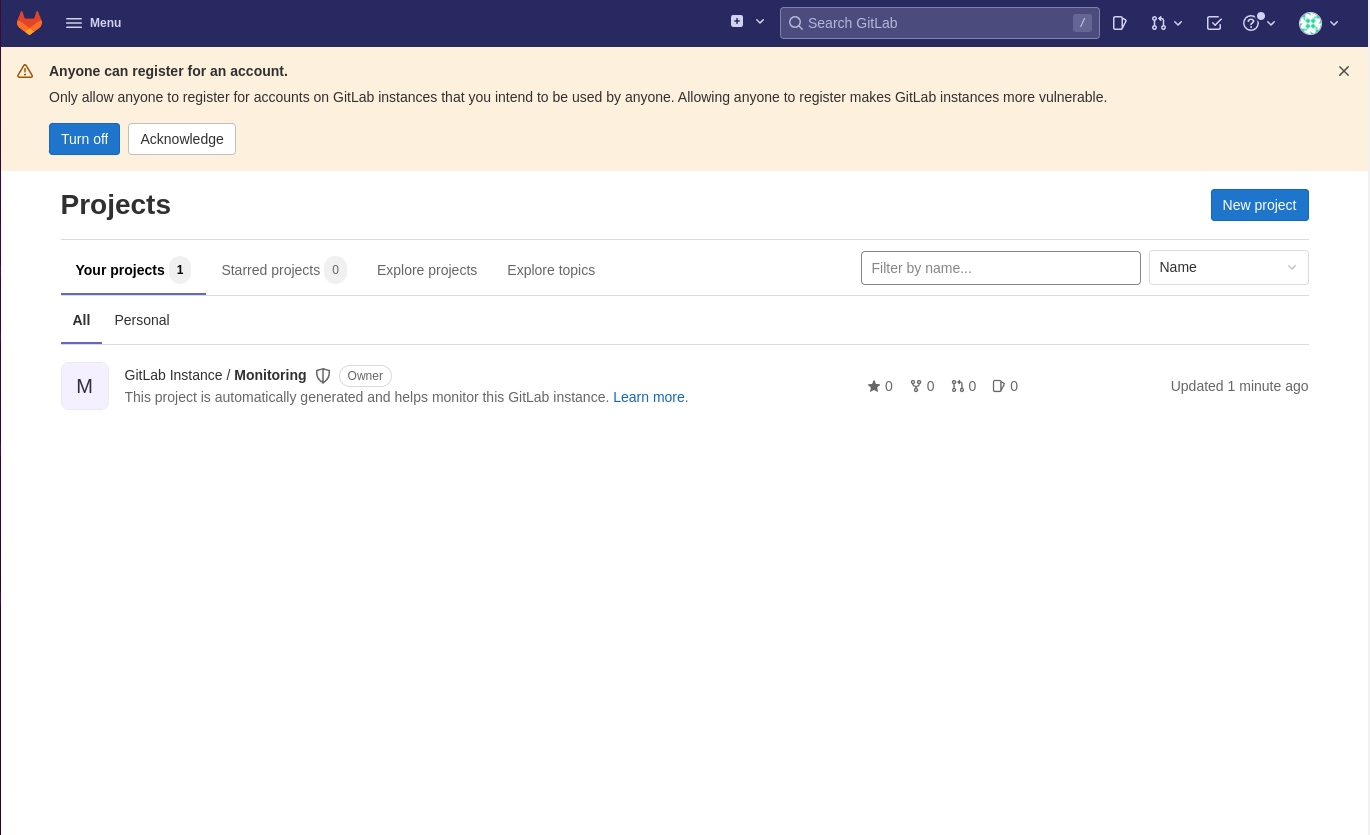 Menu
Search GitLab /
Anyone can register for an account.
Only allow anyone to register for accounts on GitLab instances that you intend to be used by anyone. Allowing anyone to register makes GitLab instances more vulnerable.
Turn off Acknowledge
Projects
New project
Your projects 1 Starred projects 0 Explore projects Explore topics Filter by name... Name
All Personal
M
GitLab Instance / Monitoring Owner
This project is automatically generated and helps monitor this GitLab instance. Learn more.
0 0 0 0 Updated 1 minute ago